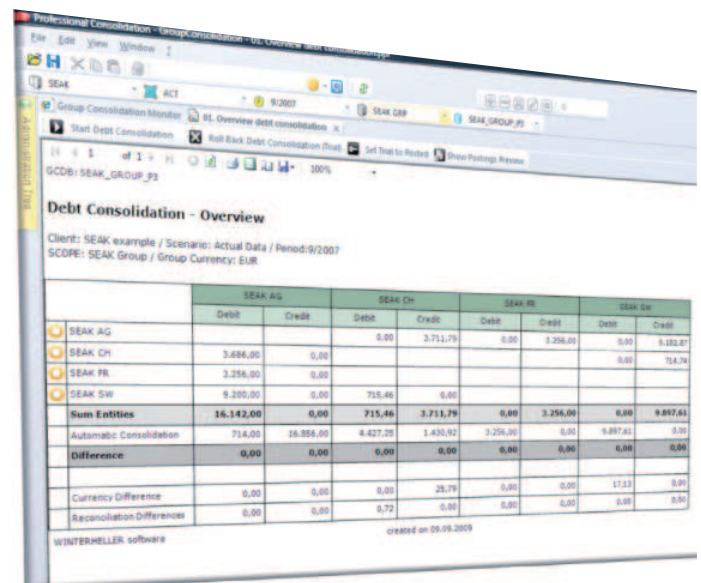 Professional Consolidation - GroupConsolidation - 01. Overview debt consolidation.ppl
File Edit View Window ?
SEAK ACT 9/2007 SEAK GRP SEAK_GROUP_P3
Group Consolidation Monitor 01. Overview debt consolidation X
Start Debt Consolidation Roll Back Debt Consolidation (Trial) Set Trial to Posted Show Postings Preview
1 of 1 100%
GCDB: SEAK_GROUP_P3
Administration Tree
Debt Consolidation - Overview
Client: SEAK example / Scenario: Actual Data / Period:9/2007
SCOPE: SEAK Group / Group Currency: EUR
SEAK AG SEAK CH SEAK FR SEAK SW
Debit Credit Debit Credit Debit Credit Debit Credit
SEAK AG 0,00 3.711,79 0,00 3.256,00 0,00 9.182,87
SEAK CH 3.686,00 0,00 0,00 714,74
SEAK FR 3.256,00 0,00
SEAK SW 9.200,00 0,00 715,46 0,00
Sum Entities 16.142,00 0,00 715,46 3.711,79 0,00 3.256,00 0,00 9.897,61
Automatic Consolidation 714,00 16.856,00 4.427,25 1.430,92 3.256,00 0,00 9.897,61 0,00
Difference 0,00 0,00 0,00 0,00 0,00 0,00 0,00 0,00
Currency Difference 0,00 0,00 0,00 25,79 0,00 0,00 17,13 0,00
Reconciliation Differences 0,00 0,00 0,72 0,00 0,00 0,00 0,00 0,00
WINTERHELLER software created on 09.09.2009